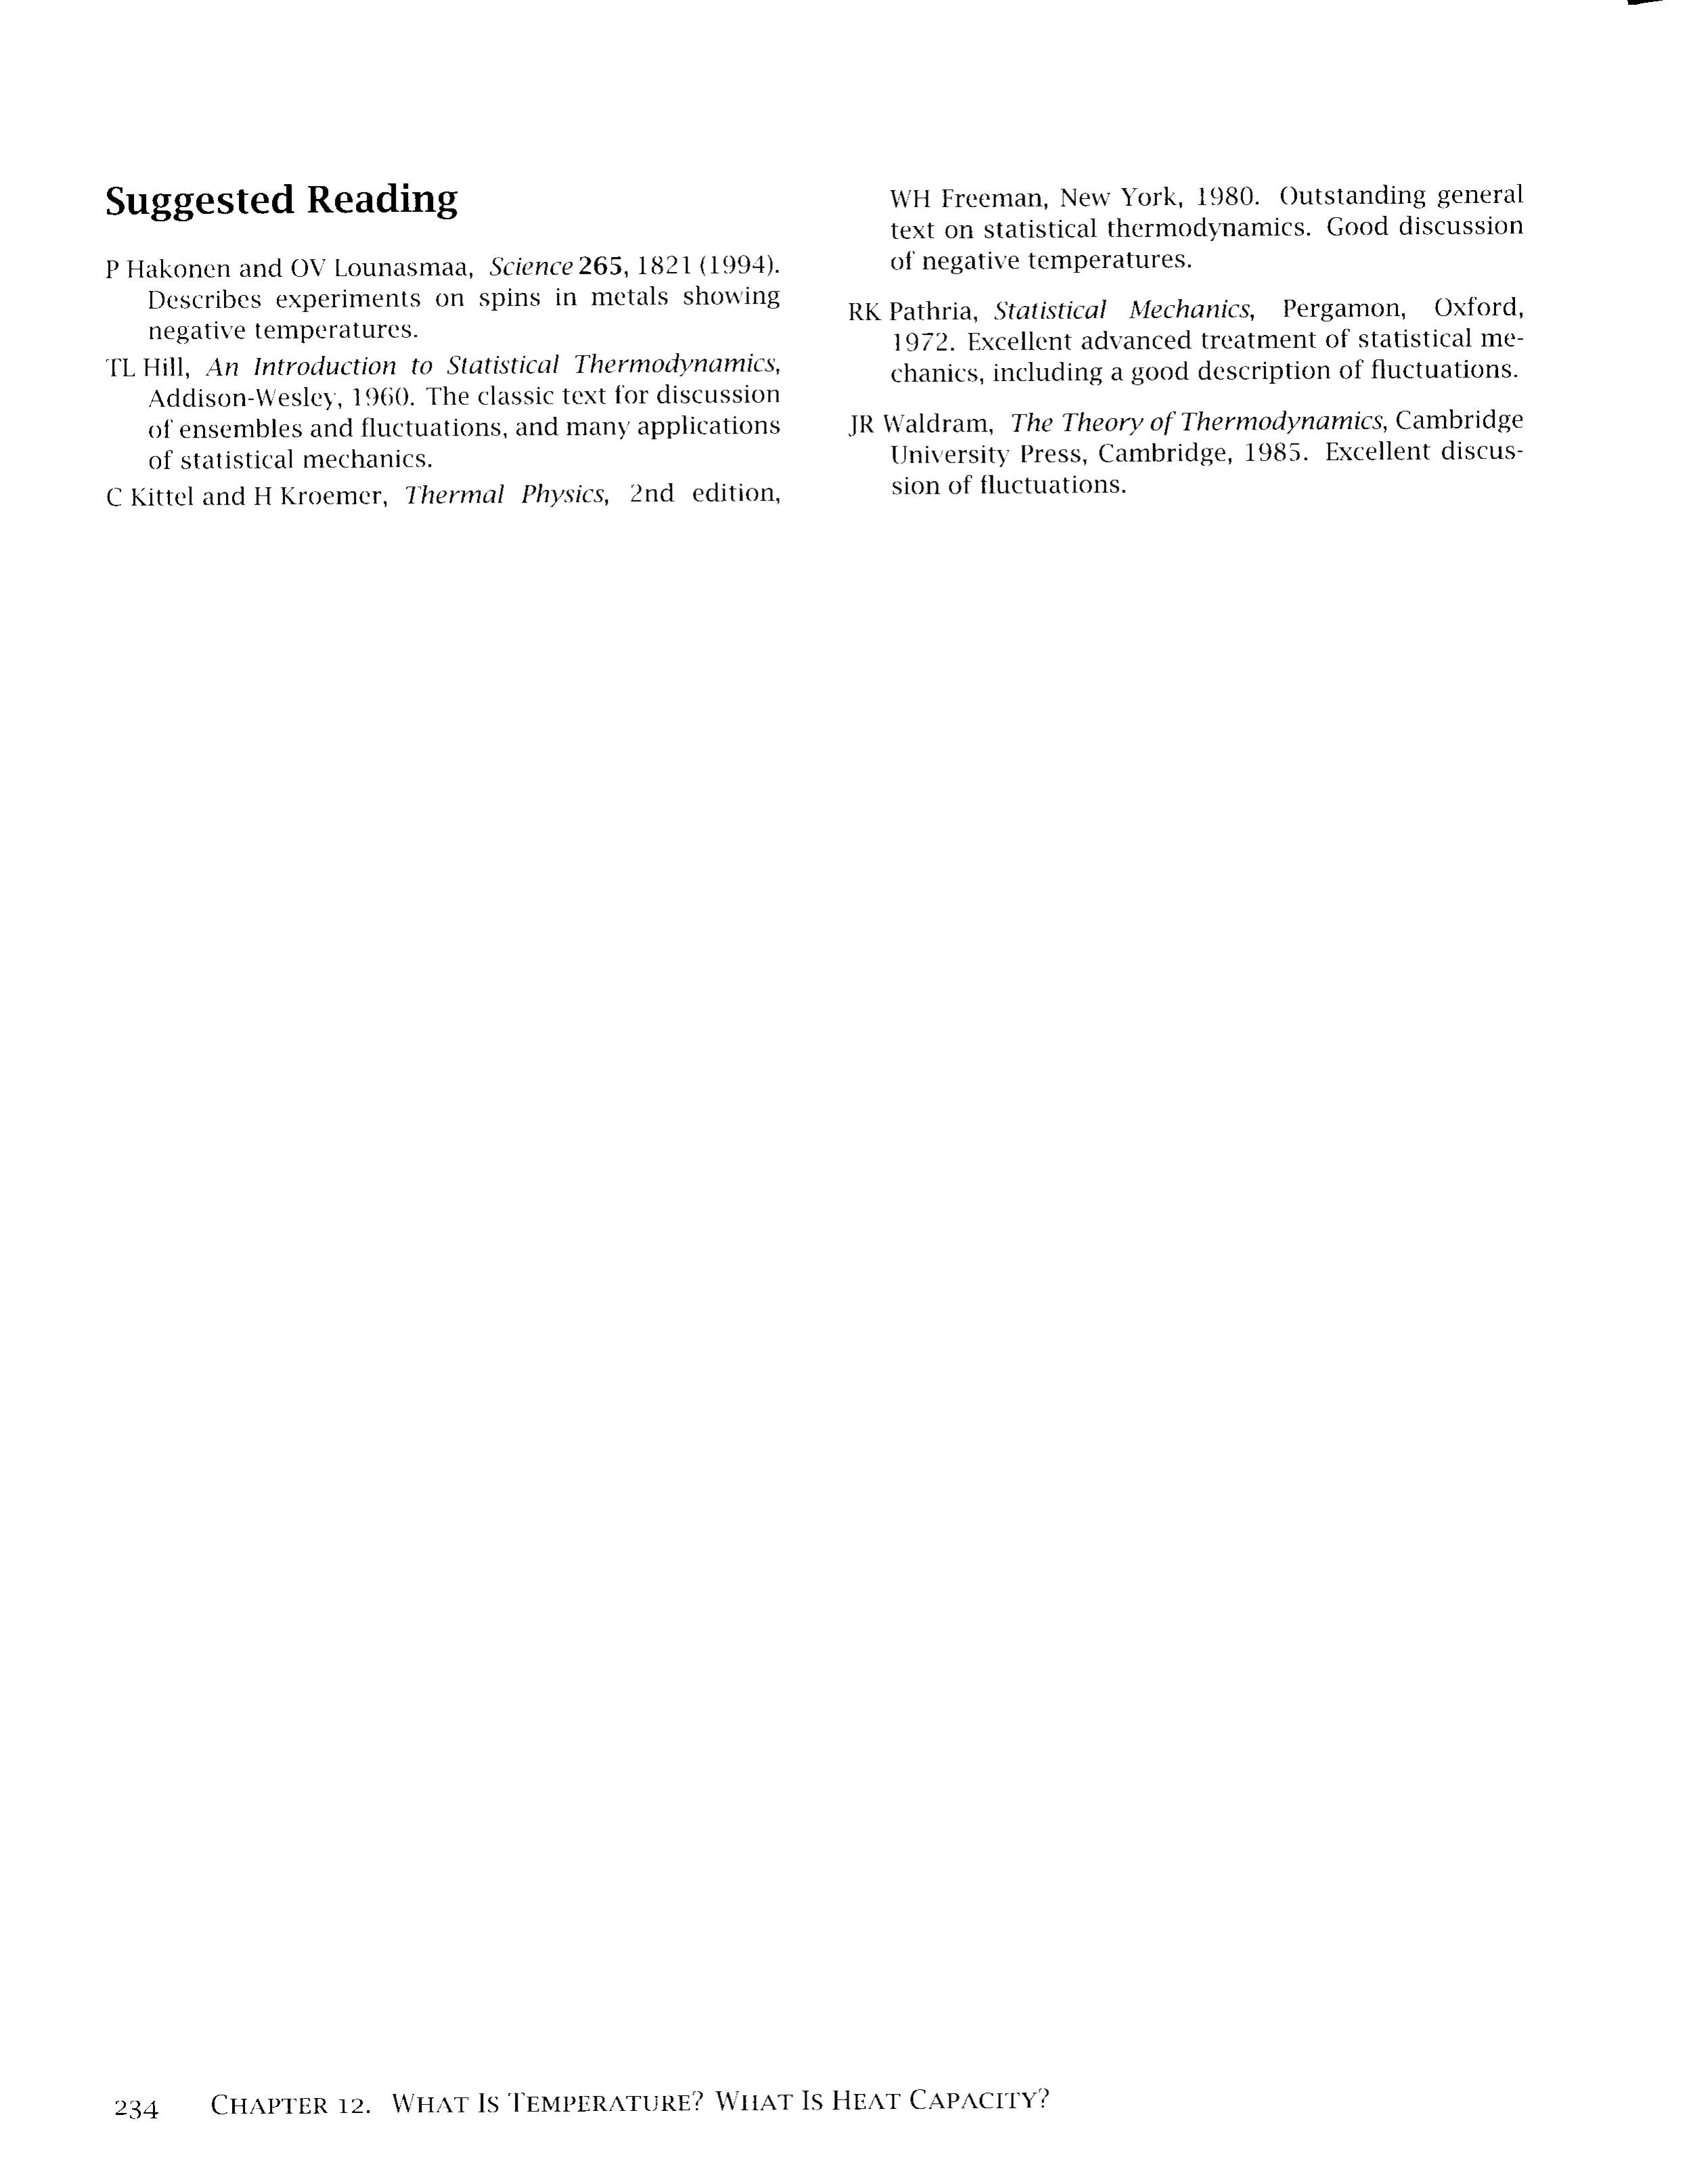 Suggested Reading
P Hakonen and OV Lounasmaa, Science 265, 1821 (1994).
Describes experiments on spins in metals showing
negative temperatures.
TL Hill, An Introduction to Statistical Thermodynamics,
Addison-Wesley, 1960. The classic text for discussion
of ensembles and fluctuations, and many applications
of statistical mechanics.
C Kittel and H Kroemer, Thermal Physics, 2nd edition,
WH Freeman, New York, 1980. Outstanding general
text on statistical thermodynamics. Good discussion
of negative temperatures.
RK Pathria, Statistical Mechanics, Pergamon, Oxford,
1972. Excellent advanced treatment of statistical me-
chanics, including a good description of fluctuations.
JR Waldram, The Theory of Thermodynamics, Cambridge
University Press, Cambridge, 1985. Excellent discus-
sion of fluctuations.
234 CHAPTER 12. WHAT IS TEMPERATURE? WHAT IS HEAT CAPACITY?